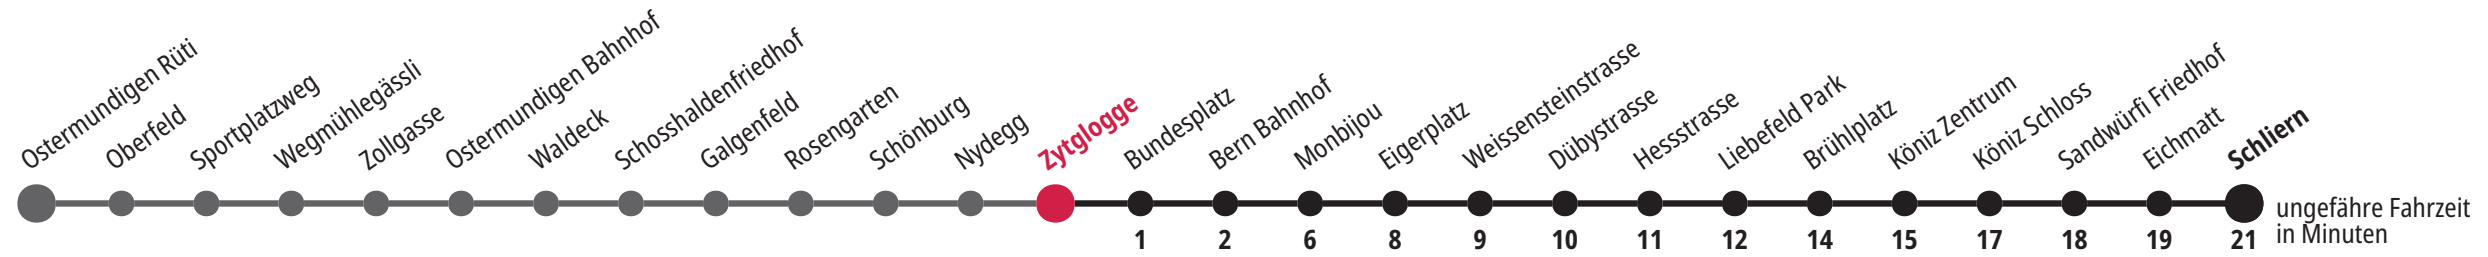 Ostermundigen Rüti
Oberfeld
Sportplatzweg
Wegmühlegässli
Zollgasse
Ostermundigen Bahnhof
Waldeck
Schosshaldenfriedhof
Galgenfeld
Rosengarten
Schönburg
Nydegg
Zytglogge
Bundesplatz
Bern Bahnhof
Monbijou
Eigerplatz
Weissensteinstrasse
Dübystrasse
Hessstrasse
Liebefeld Park
Brühlplatz
Köniz Zentrum
Köniz Schloss
Sandwürfi Friedhof
Eichmatt
Schliern
1 2 6 8 9 10 11 12 14 15 17 18 19 21
ungefähre Fahrzeit
in Minuten